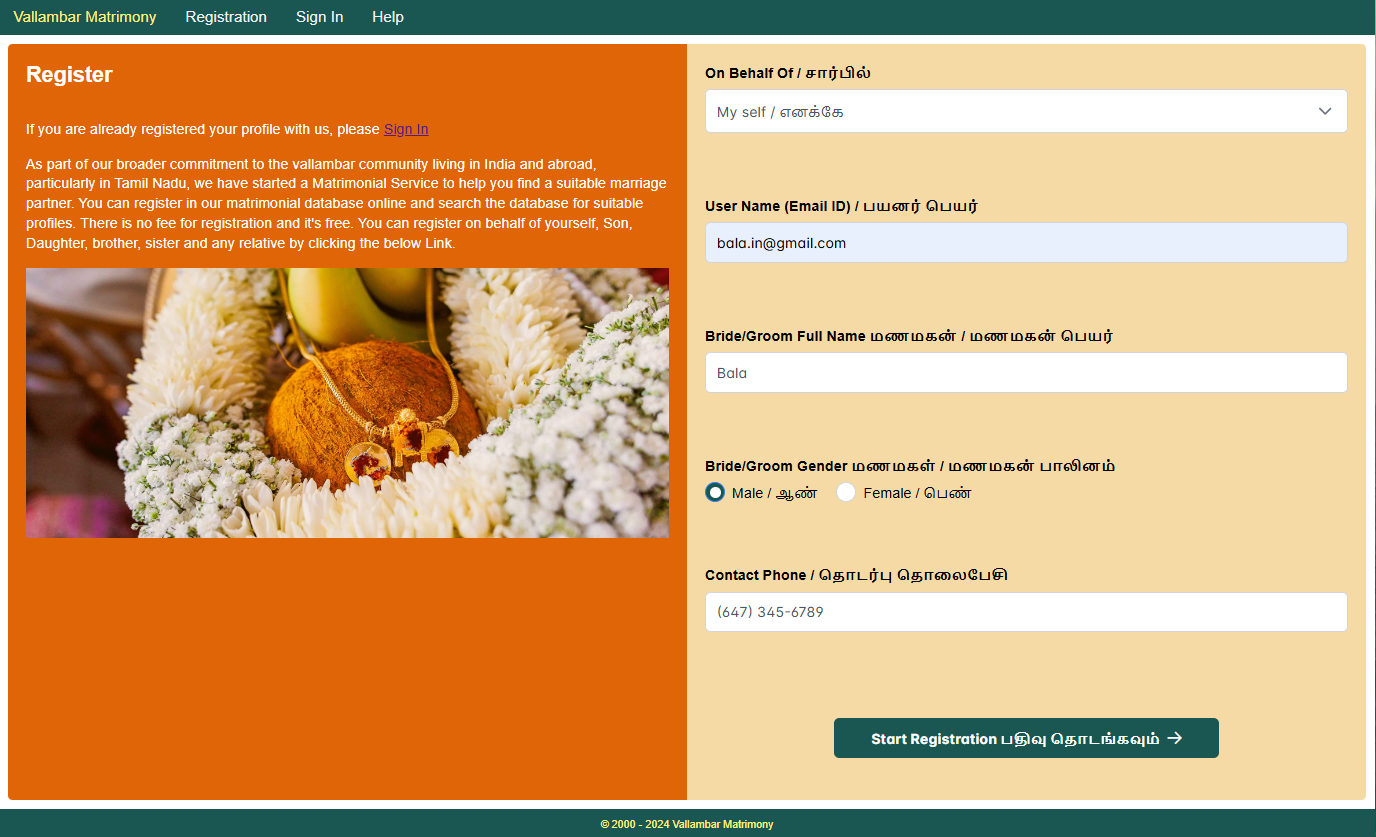 Vallambar Matrimony Registration Sign In Help
Register
If you are already registered your profile with us, please Sign In
As part of our broader commitment to the vallambar community living in India and abroad,
particularly in Tamil Nadu, we have started a Matrimonial Service to help you find a suitable marriage
partner. You can register in our matrimonial database online and search the database for suitable
profiles. There is no fee for registration and it's free. You can register on behalf of yourself, Son,
Daughter, brother, sister and any relative by clicking the below Link.
On Behalf Of / சார்பில்
My self / எனக்கே
User Name (Email ID) / பயனர் பெயர்
bala.in@gmail.com
Bride/Groom Full Name மணமகன் / மணமகன் பெயர்
Bala
Bride/Groom Gender மணமகள் / மணமகன் பாலினம்
Male / ஆண் Female / பெண்
Contact Phone / தொடர்பு தொலைபேசி
(647) 345-6789
Start Registration பதிவு தொடங்கவும் →
© 2000 - 2024 Vallambar Matrimony